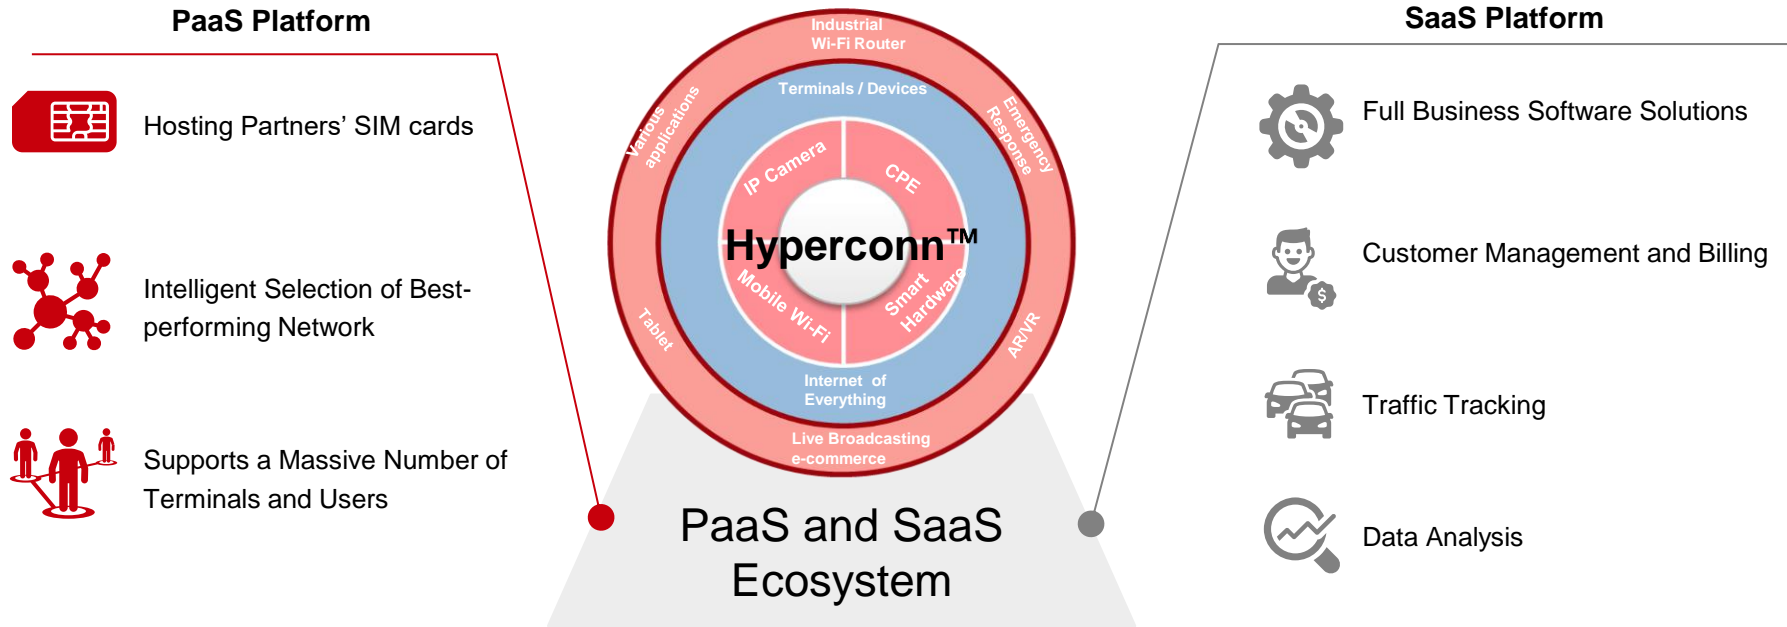 PaaS Platform
Hosting Partners’ SIM cards
Intelligent Selection of Best-
performing Network
Supports a Massive Number of
Terminals and Users
Industrial
Wi-Fi Router
Various
applications
Emergency
Response
Terminals / Devices
IP Camera
CPE
Hyperconn™
Mobile Wi-Fi
Smart
Hardware
Tablet
AR/VR
Internet of
Everything
Live Broadcasting
e-commerce
PaaS and SaaS
Ecosystem
SaaS Platform
Full Business Software Solutions
Customer Management and Billing
$
Traffic Tracking
Data Analysis